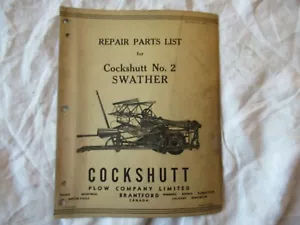 REPAIR PARTS LIST
for
Cockshutt No. 2
SWATHER
COCKSHUTT
PLOW COMPANY LIMITED
BRANTFORD
CANADA